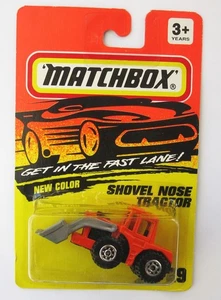 3+
YEARS
MATCHBOX®
GET IN THE FAST LANE!
NEW COLOR
SHOVEL NOSE
TRACTOR